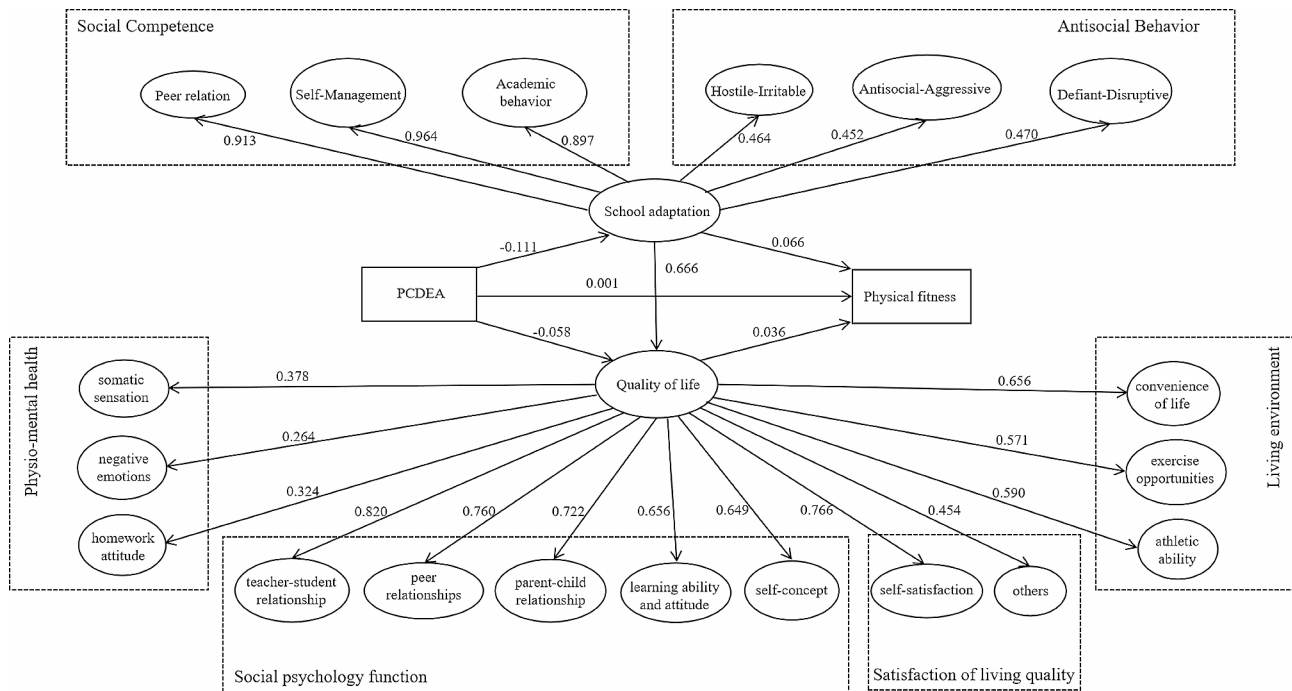 Social Competence
Antisocial Behavior
Peer relation
Self-Management
Academic
behavior
Hostile-Irritable
Antisocial-Aggressive
Defiant-Disruptive
0.913
0.964
0.897
0.464
0.452
0.470
School adaptation
-0.111
0.066
0.666
PCDEA
0.001
Physical fitness
-0.058
0.036
Physio-mental health
somatic
sensation
0.378
Quality of life
0.656
convenience
of life
Living environment
negative
emotions
0.264
0.571
exercise
opportunities
homework
attitude
0.324
0.590
athletic
ability
0.820
0.760
0.722
0.656
0.649
0.766
0.454
teacher-student
relationship
peer
relationships
parent-child
relationship
learning ability
and attitude
self-concept
self-satisfaction
others
Social psychology function
Satisfaction of living quality